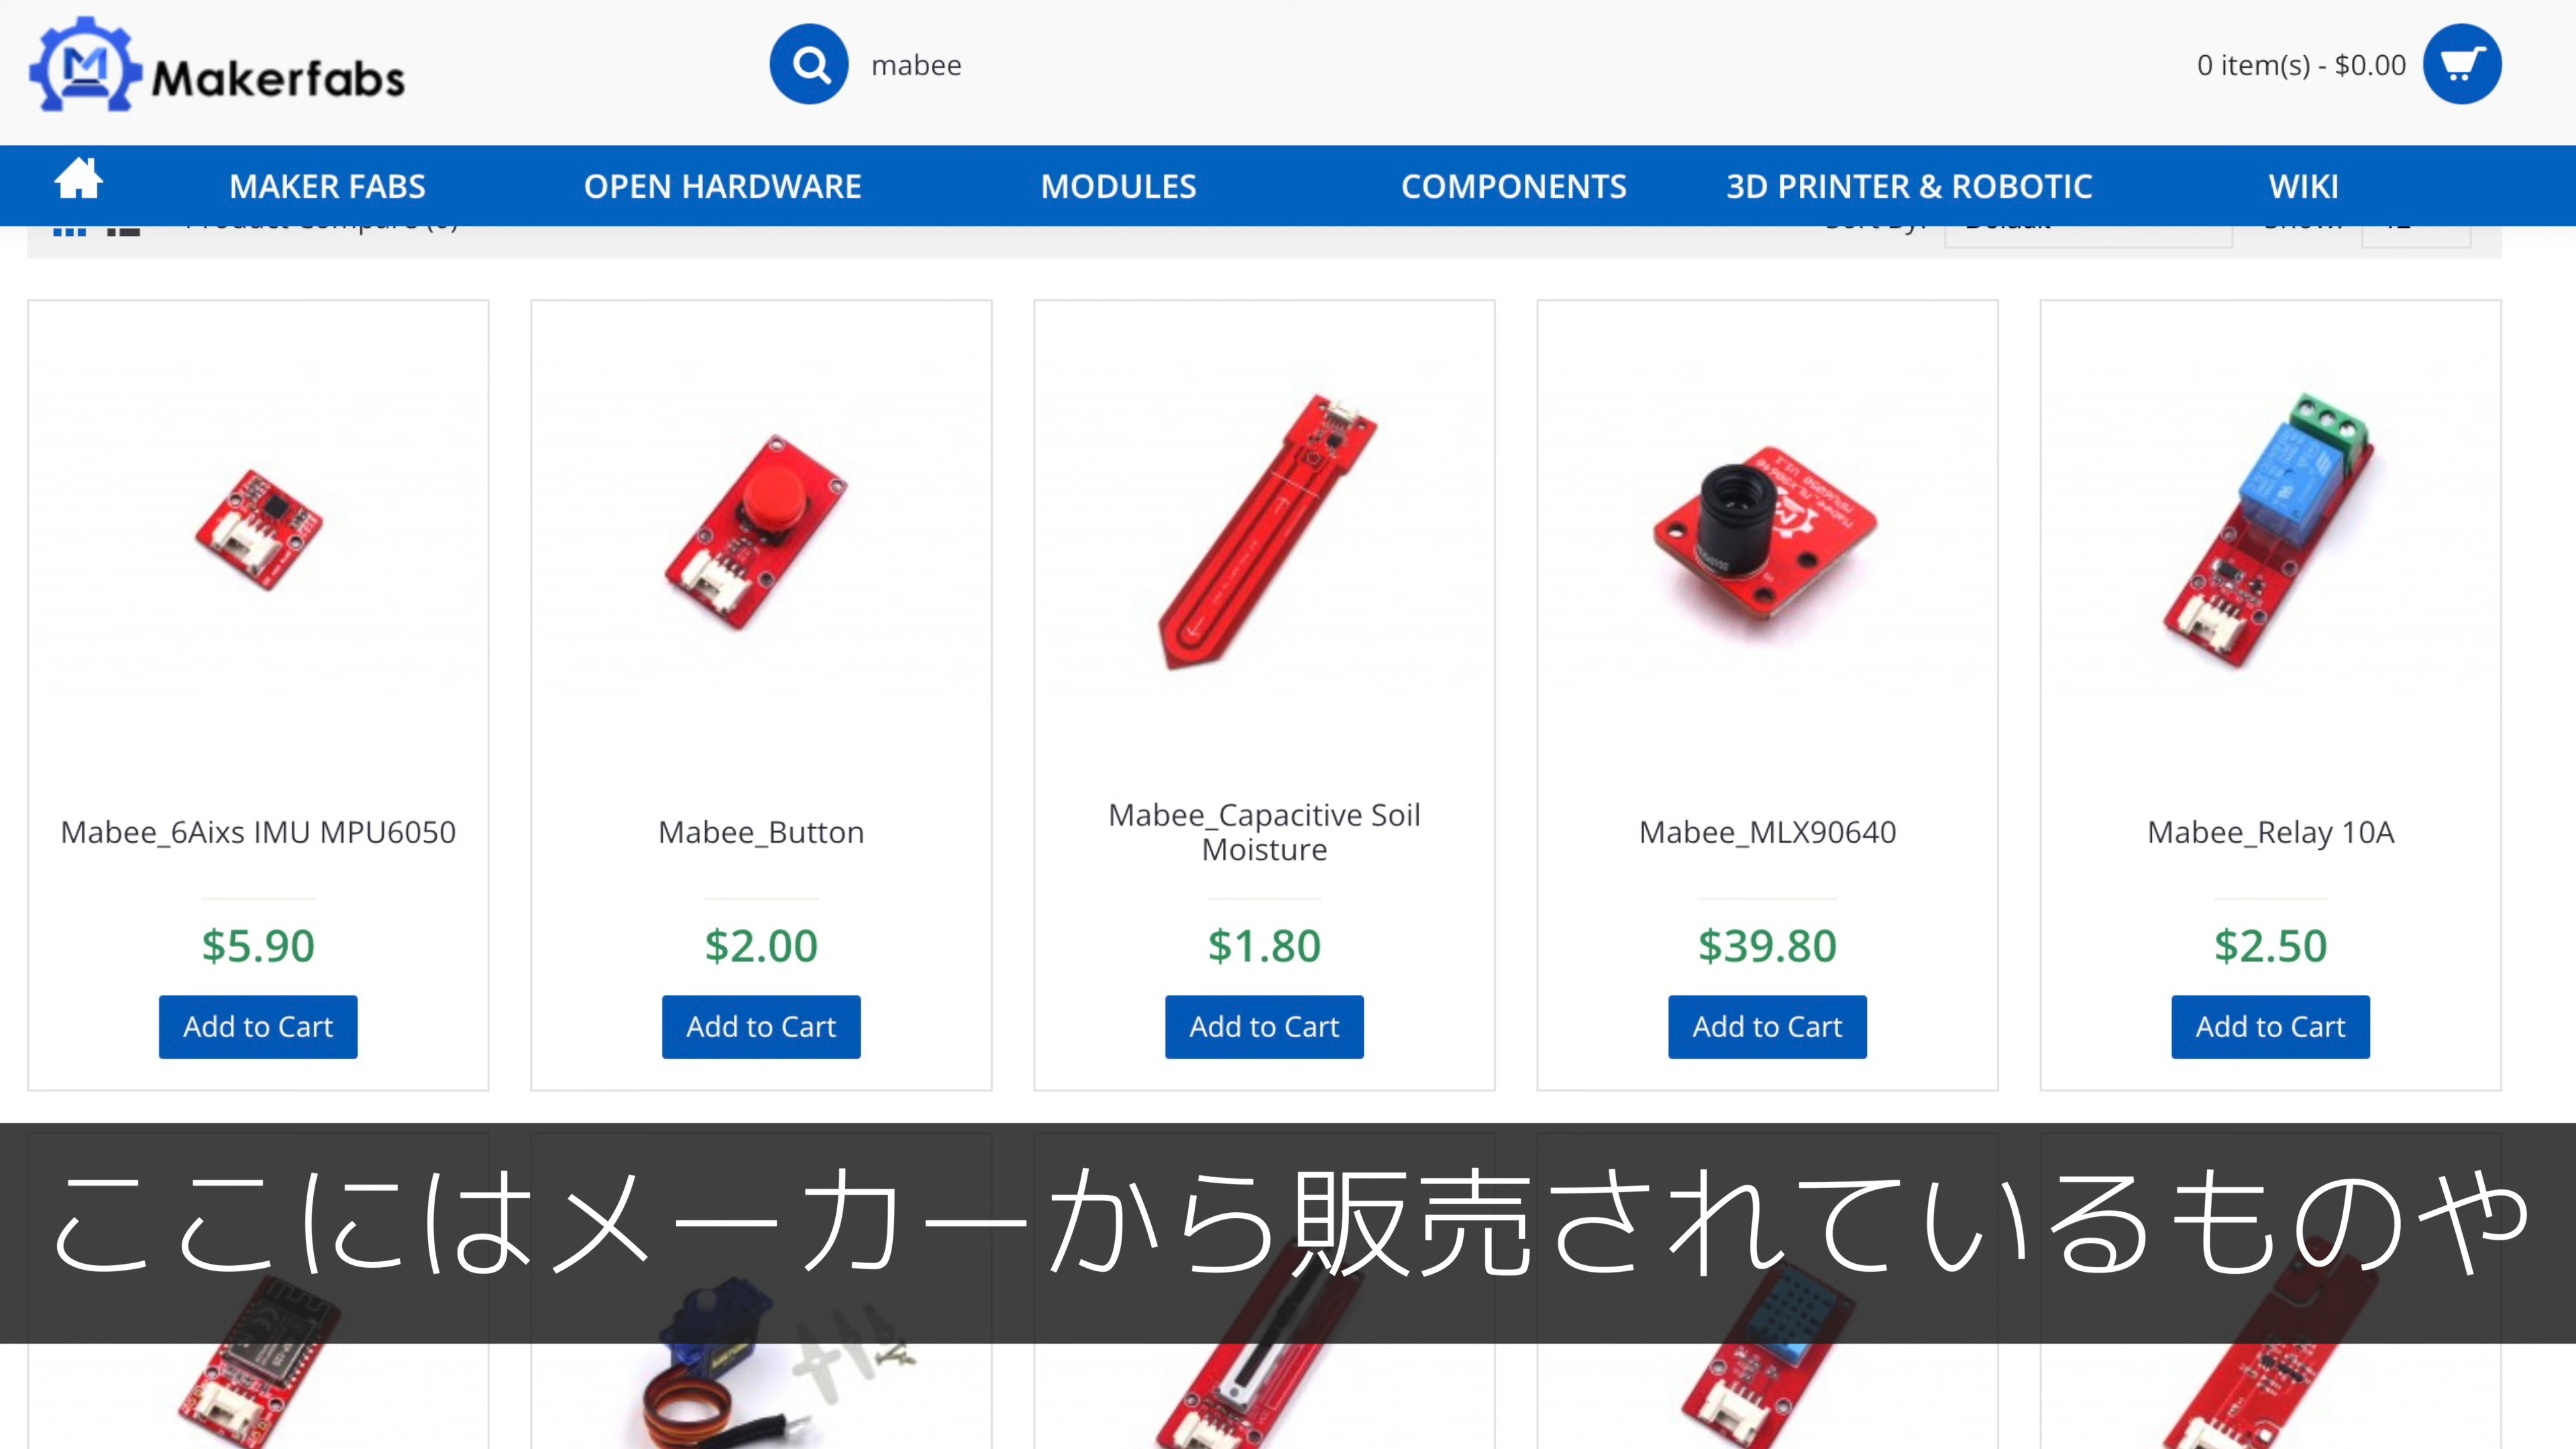 Makerfabs
mabee
0 item(s) - $0.00
MAKER FABS
OPEN HARDWARE
MODULES
COMPONENTS
3D PRINTER & ROBOTIC
WIKI
Mabee_6Aixs IMU MPU6050
$5.90
Add to Cart
Mabee_Button
$2.00
Add to Cart
Mabee_Capacitive Soil
Moisture
$1.80
Add to Cart
Mabee_MLX90640
$39.80
Add to Cart
Mabee_Relay 10A
$2.50
Add to Cart
ここにはメーカーから販売されているものや